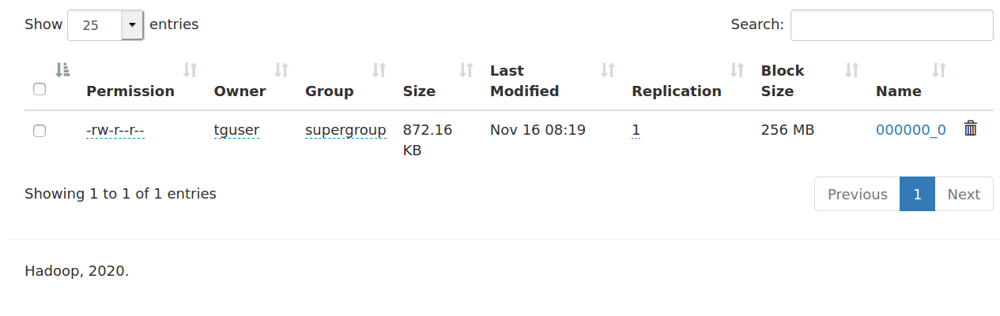 Show 25 entries Search:
Permission Owner Group Size Last Modified Replication Block Size Name
-rw-r--r-- tguser supergroup 872.16 KB Nov 16 08:19 1 256 MB 000000_0
Showing 1 to 1 of 1 entries Previous 1 Next
Hadoop, 2020.